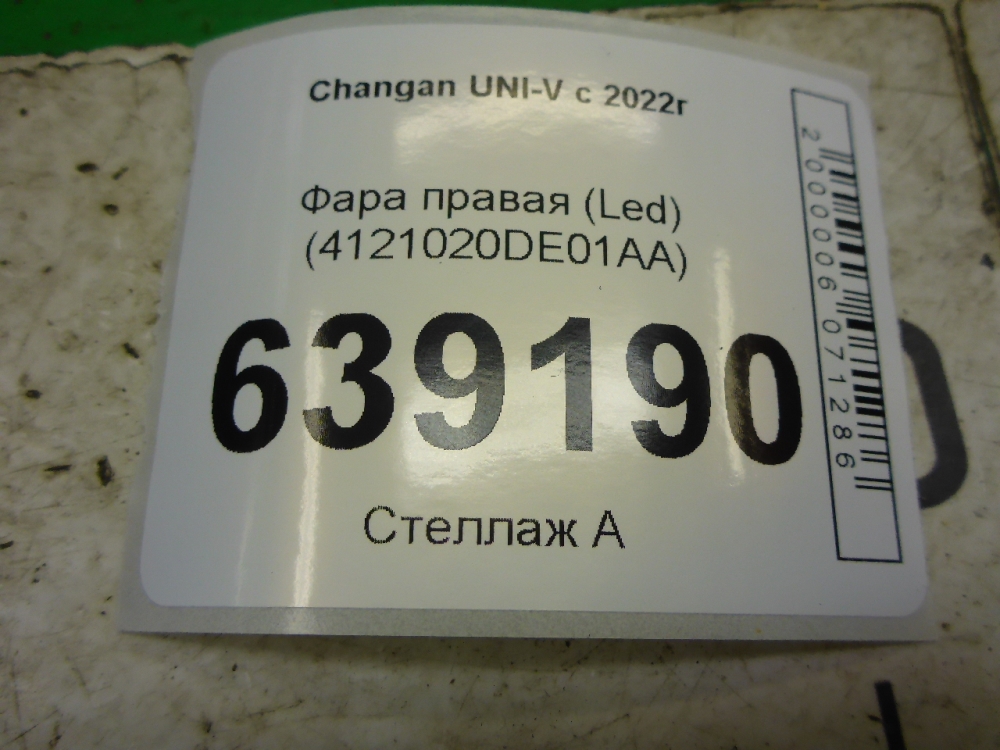 Changan UNI-V с 2022г
Фара правая (Led)
(4121020DE01AA)
639190
Стеллаж А
2000006071286